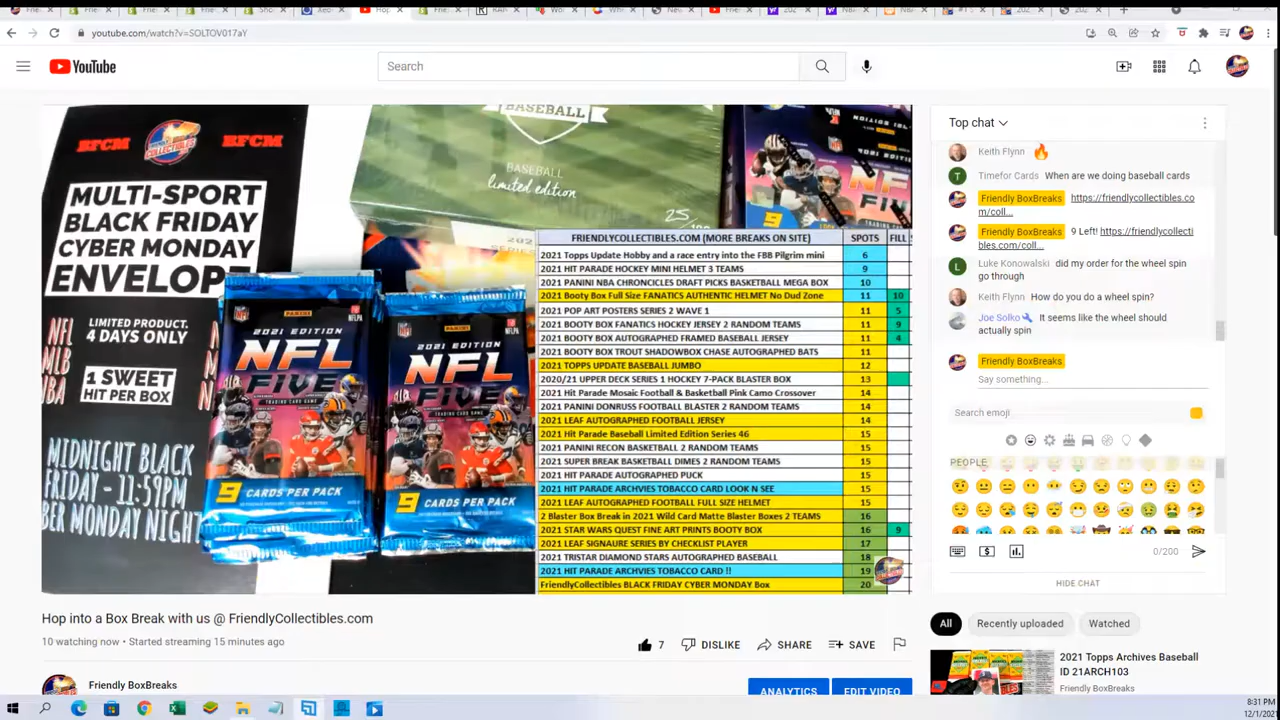 youtube.com/watch?v=SOLTOV017aY
YouTube
Search
BFCM
BFCM
MULTI-SPORT
BLACK FRIDAY
CYBER MONDAY
ENVELOPE
NFL
MLB
NBA
LIMITED PRODUCT.
4 DAYS ONLY
1 SWEET
HIT PER BOX
MIDNIGHT BLACK
FRIDAY - 11:59PM
CYBER MONDAY NIGHT
BASEBALL
BASEBALL
limited edition
25/
PANINI
2021 EDITION
NFL
FIVE
TRADING CARD GAME
9 CARDS PER PACK
PANINI
2021 EDITION
NFL
FIVE
TRADING CARD GAME
9 CARDS PER PACK
FRIENDLYCOLLECTIBLES.COM (MORE BREAKS ON SITE) SPOTS FILL
2021 Topps Update Hobby and a race entry into the FBB Pilgrim mini 6
2021 HIT PARADE HOCKEY MINI HELMET 3 TEAMS 9
2021 PANINI NBA CHRONCICLES DRAFT PICKS BASKETBALL MEGA BOX 10
2021 Booty Box Full Size FANATICS AUTHENTIC HELMET No Dud Zone 11 10
2021 POP ART POSTERS SERIES 2 WAVE 1 11 5
2021 BOOTY BOX FANATICS HOCKEY JERSEY 2 RANDOM TEAMS 11 9
2021 BOOTY BOX AUTOGRAPHED FRAMED BASEBALL JERSEY 11 4
2021 BOOTY BOX TROUT SHADOWBOX CHASE AUTOGRAPHED BATS 11
2021 TOPPS UPDATE BASEBALL JUMBO 12
2020/21 UPPER DECK SERIES 1 HOCKEY 7-PACK BLASTER BOX 13
2021 Hit Parade Mosaic Football & Basketball Pink Camo Crossover 14
2021 PANINI DONRUSS FOOTBALL BLASTER 2 RANDOM TEAMS 14
2021 LEAF AUTOGRAPHED FOOTBALL JERSEY 14
2021 Hit Parade Baseball Limited Edition Series 46 15
2021 PANINI RECON BASKETBALL 2 RANDOM TEAMS 15
2021 SUPER BREAK BASKETBALL DIMES 2 RANDOM TEAMS 15
2021 HIT PARADE AUTOGRAPHED PUCK 15
2021 HIT PARADE ARCHVIES TOBACCO CARD LOOK N SEE 15
2021 LEAF AUTOGRAPHED FOOTBALL FULL SIZE HELMET 15
2 Blaster Box Break in 2021 Wild Card Matte Blaster Boxes 2 TEAMS 16
2021 STAR WARS QUEST FINE ART PRINTS BOOTY BOX 16 9
2021 LEAF SIGNAURE SERIES BY CHECKLIST PLAYER 17
2021 TRISTAR DIAMOND STARS AUTOGRAPHED BASEBALL 18
2021 HIT PARADE ARCHVIES TOBACCO CARD !! 19
FriendlyCollectibles BLACK FRIDAY CYBER MONDAY Box 20
Hop into a Box Break with us @ FriendlyCollectibles.com
10 watching now • Started streaming 15 minutes ago
7 DISLIKE SHARE SAVE
Friendly BoxBreaks
ANALYTICS EDIT VIDEO
Top chat
Keith Flynn 🔥
Timefor Cards When are we doing baseball cards
Friendly BoxBreaks https://friendlycollectibles.co
m/coll...
Friendly BoxBreaks 9 Left! https://friendlycollecti
bles.com/coll...
Luke Konowalski did my order for the wheel spin
go through
Keith Flynn How do you do a wheel spin?
Joe Solko It seems like the wheel should
actually spin
Friendly BoxBreaks
Say something...
Search emoji
PEOPLE
0/200
HIDE CHAT
All Recently uploaded Watched
2021 Topps Archives Baseball
ID 21ARCH103
Friendly BoxBreaks
8:31 PM